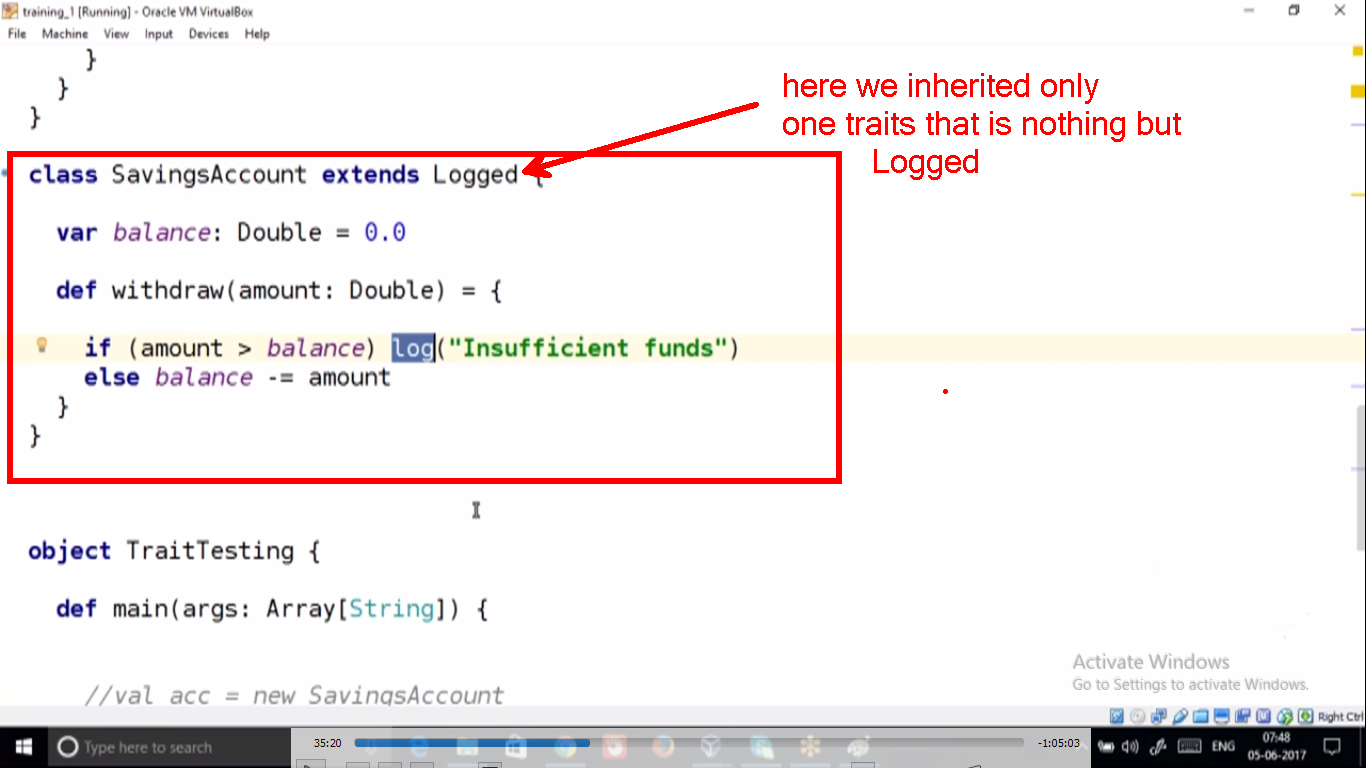 training_1 [Running] - Oracle VM VirtualBox
File Machine View Input Devices Help
}
}
}
here we inherited only
one traits that is nothing but
Logged
class SavingsAccount extends Logged {
var balance: Double = 0.0
def withdraw(amount: Double) = {
if (amount > balance) log("Insufficient funds")
else balance -= amount
}
}
object TraitTesting {
def main(args: Array[String]) {
//val acc = new SavingsAccount
Activate Windows
Go to Settings to activate Windows.
Right Ctrl
Type here to search
35:20
-1:05:03
ENG
07:48
05-06-2017